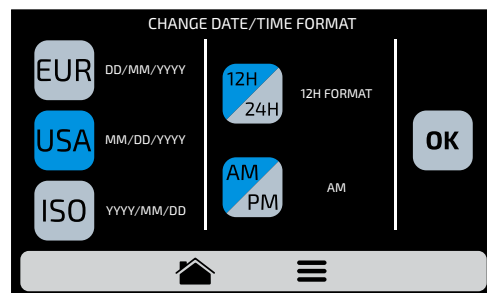 CHANGE DATE/TIME FORMAT
EUR DD/MM/YYYY
USA MM/DD/YYYY
ISO YYYY/MM/DD
12H
24H
12H FORMAT
AM
PM
AM
OK